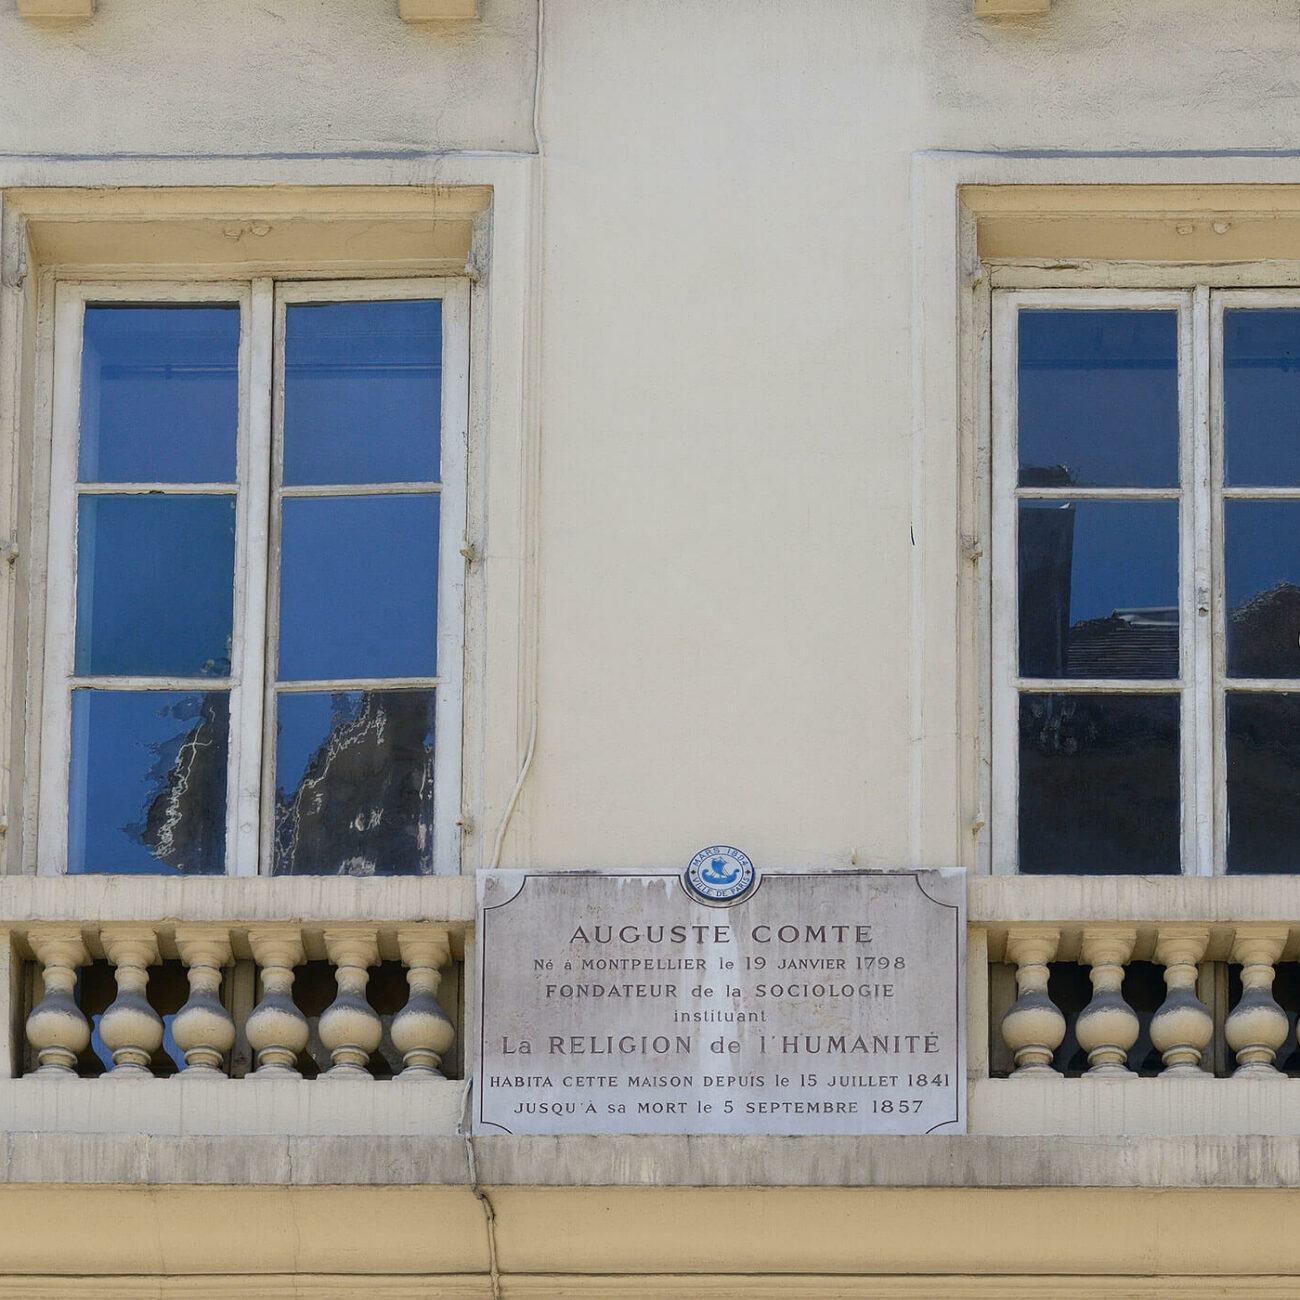 MARS 1904
VILLE DE PARIS
AUGUSTE COMTE
Né à MONTPELLIER le 19 JANVIER 1798
FONDATEUR de la SOCIOLOGIE
instituant
La RELIGION de l'HUMANITÉ
HABITA CETTE MAISON DEPUIS le 15 JUILLET 1841
JUSQU'À sa MORT le 5 SEPTEMBRE 1857